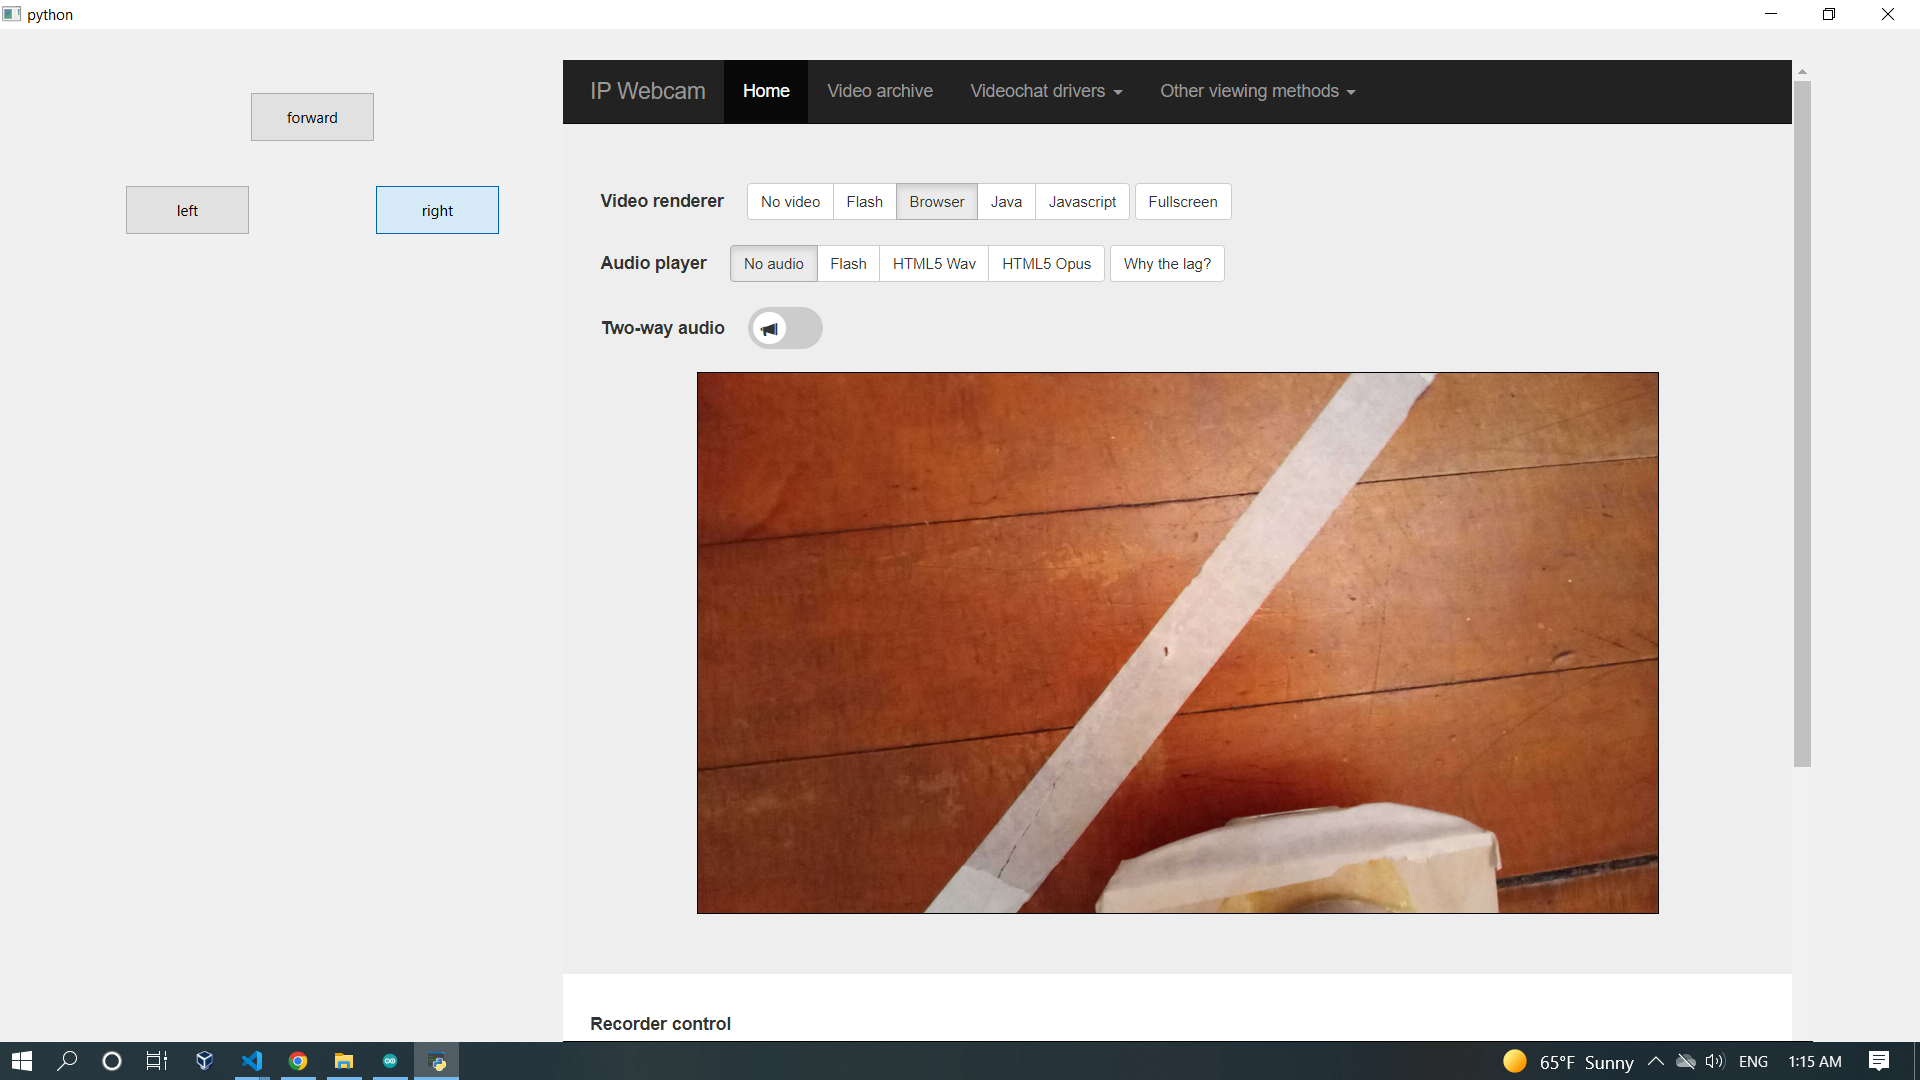 python
forward
left
right
IP Webcam Home Video archive Videochat drivers Other viewing methods
Video renderer No video Flash Browser Java Javascript Fullscreen
Audio player No audio Flash HTML5 Wav HTML5 Opus Why the lag?
Two-way audio
Recorder control
65°F Sunny ENG 1:15 AM